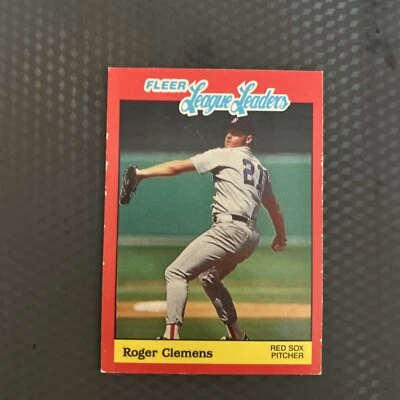 FLEER
League Leaders
21
Roger Clemens
RED SOX
PITCHER